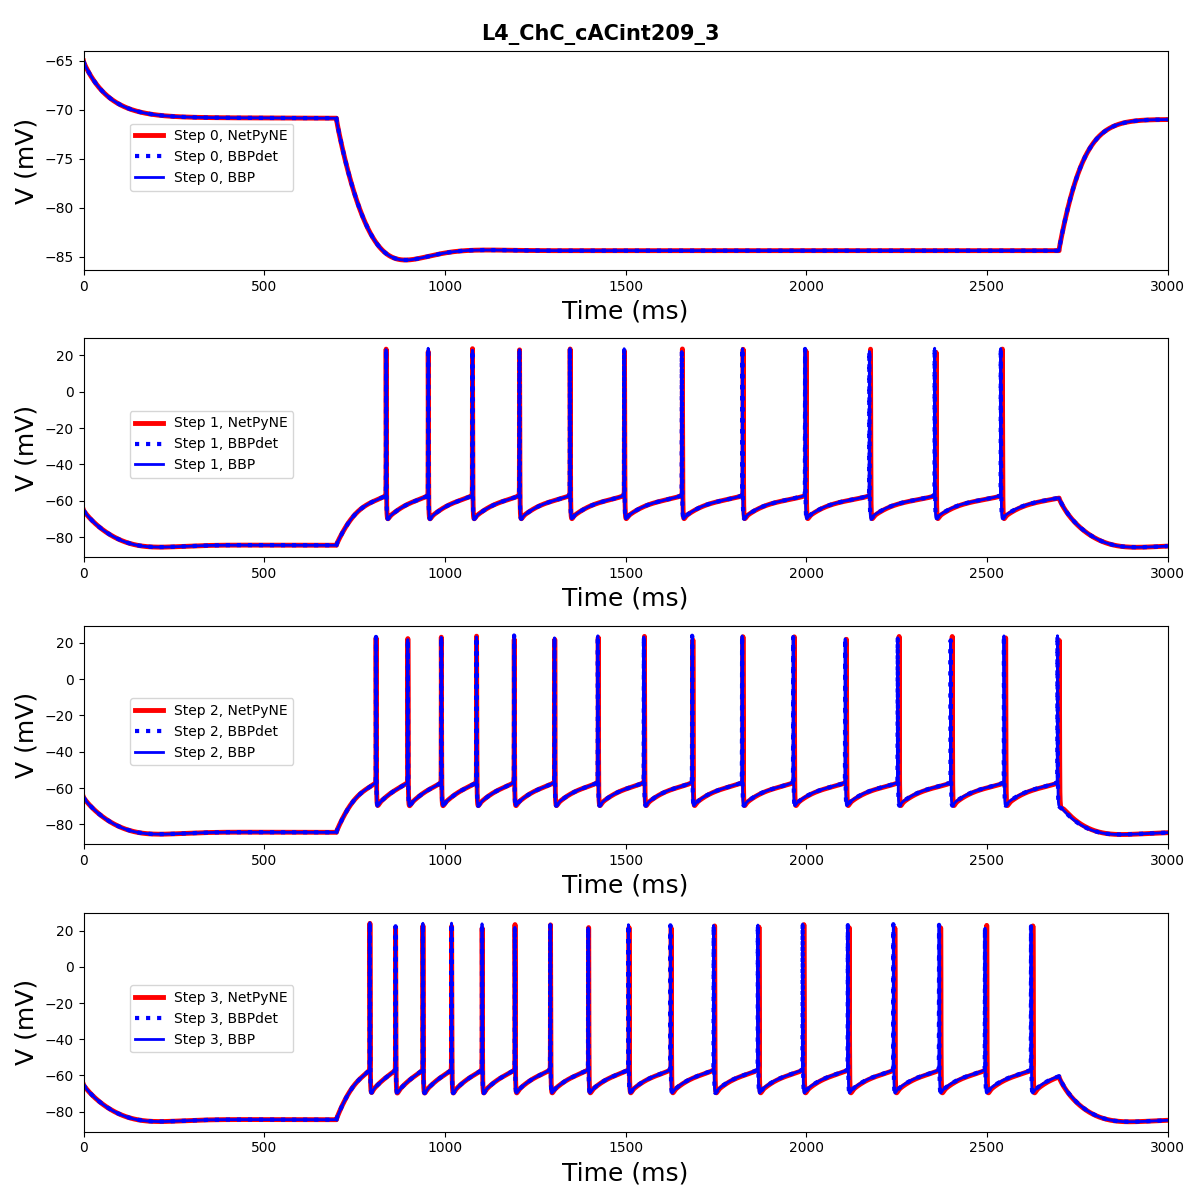 L4_ChC_cACint209_3
V (mV)
−65
−70
−75
−80
−85
Step 0, NetPyNE
Step 0, BBPdet
Step 0, BBP
0 500 1000 1500 2000 2500 3000
Time (ms)
V (mV)
20
0
−20
−40
−60
−80
Step 1, NetPyNE
Step 1, BBPdet
Step 1, BBP
0 500 1000 1500 2000 2500 3000
Time (ms)
V (mV)
20
0
−20
−40
−60
−80
Step 2, NetPyNE
Step 2, BBPdet
Step 2, BBP
0 500 1000 1500 2000 2500 3000
Time (ms)
V (mV)
20
0
−20
−40
−60
−80
Step 3, NetPyNE
Step 3, BBPdet
Step 3, BBP
0 500 1000 1500 2000 2500 3000
Time (ms)